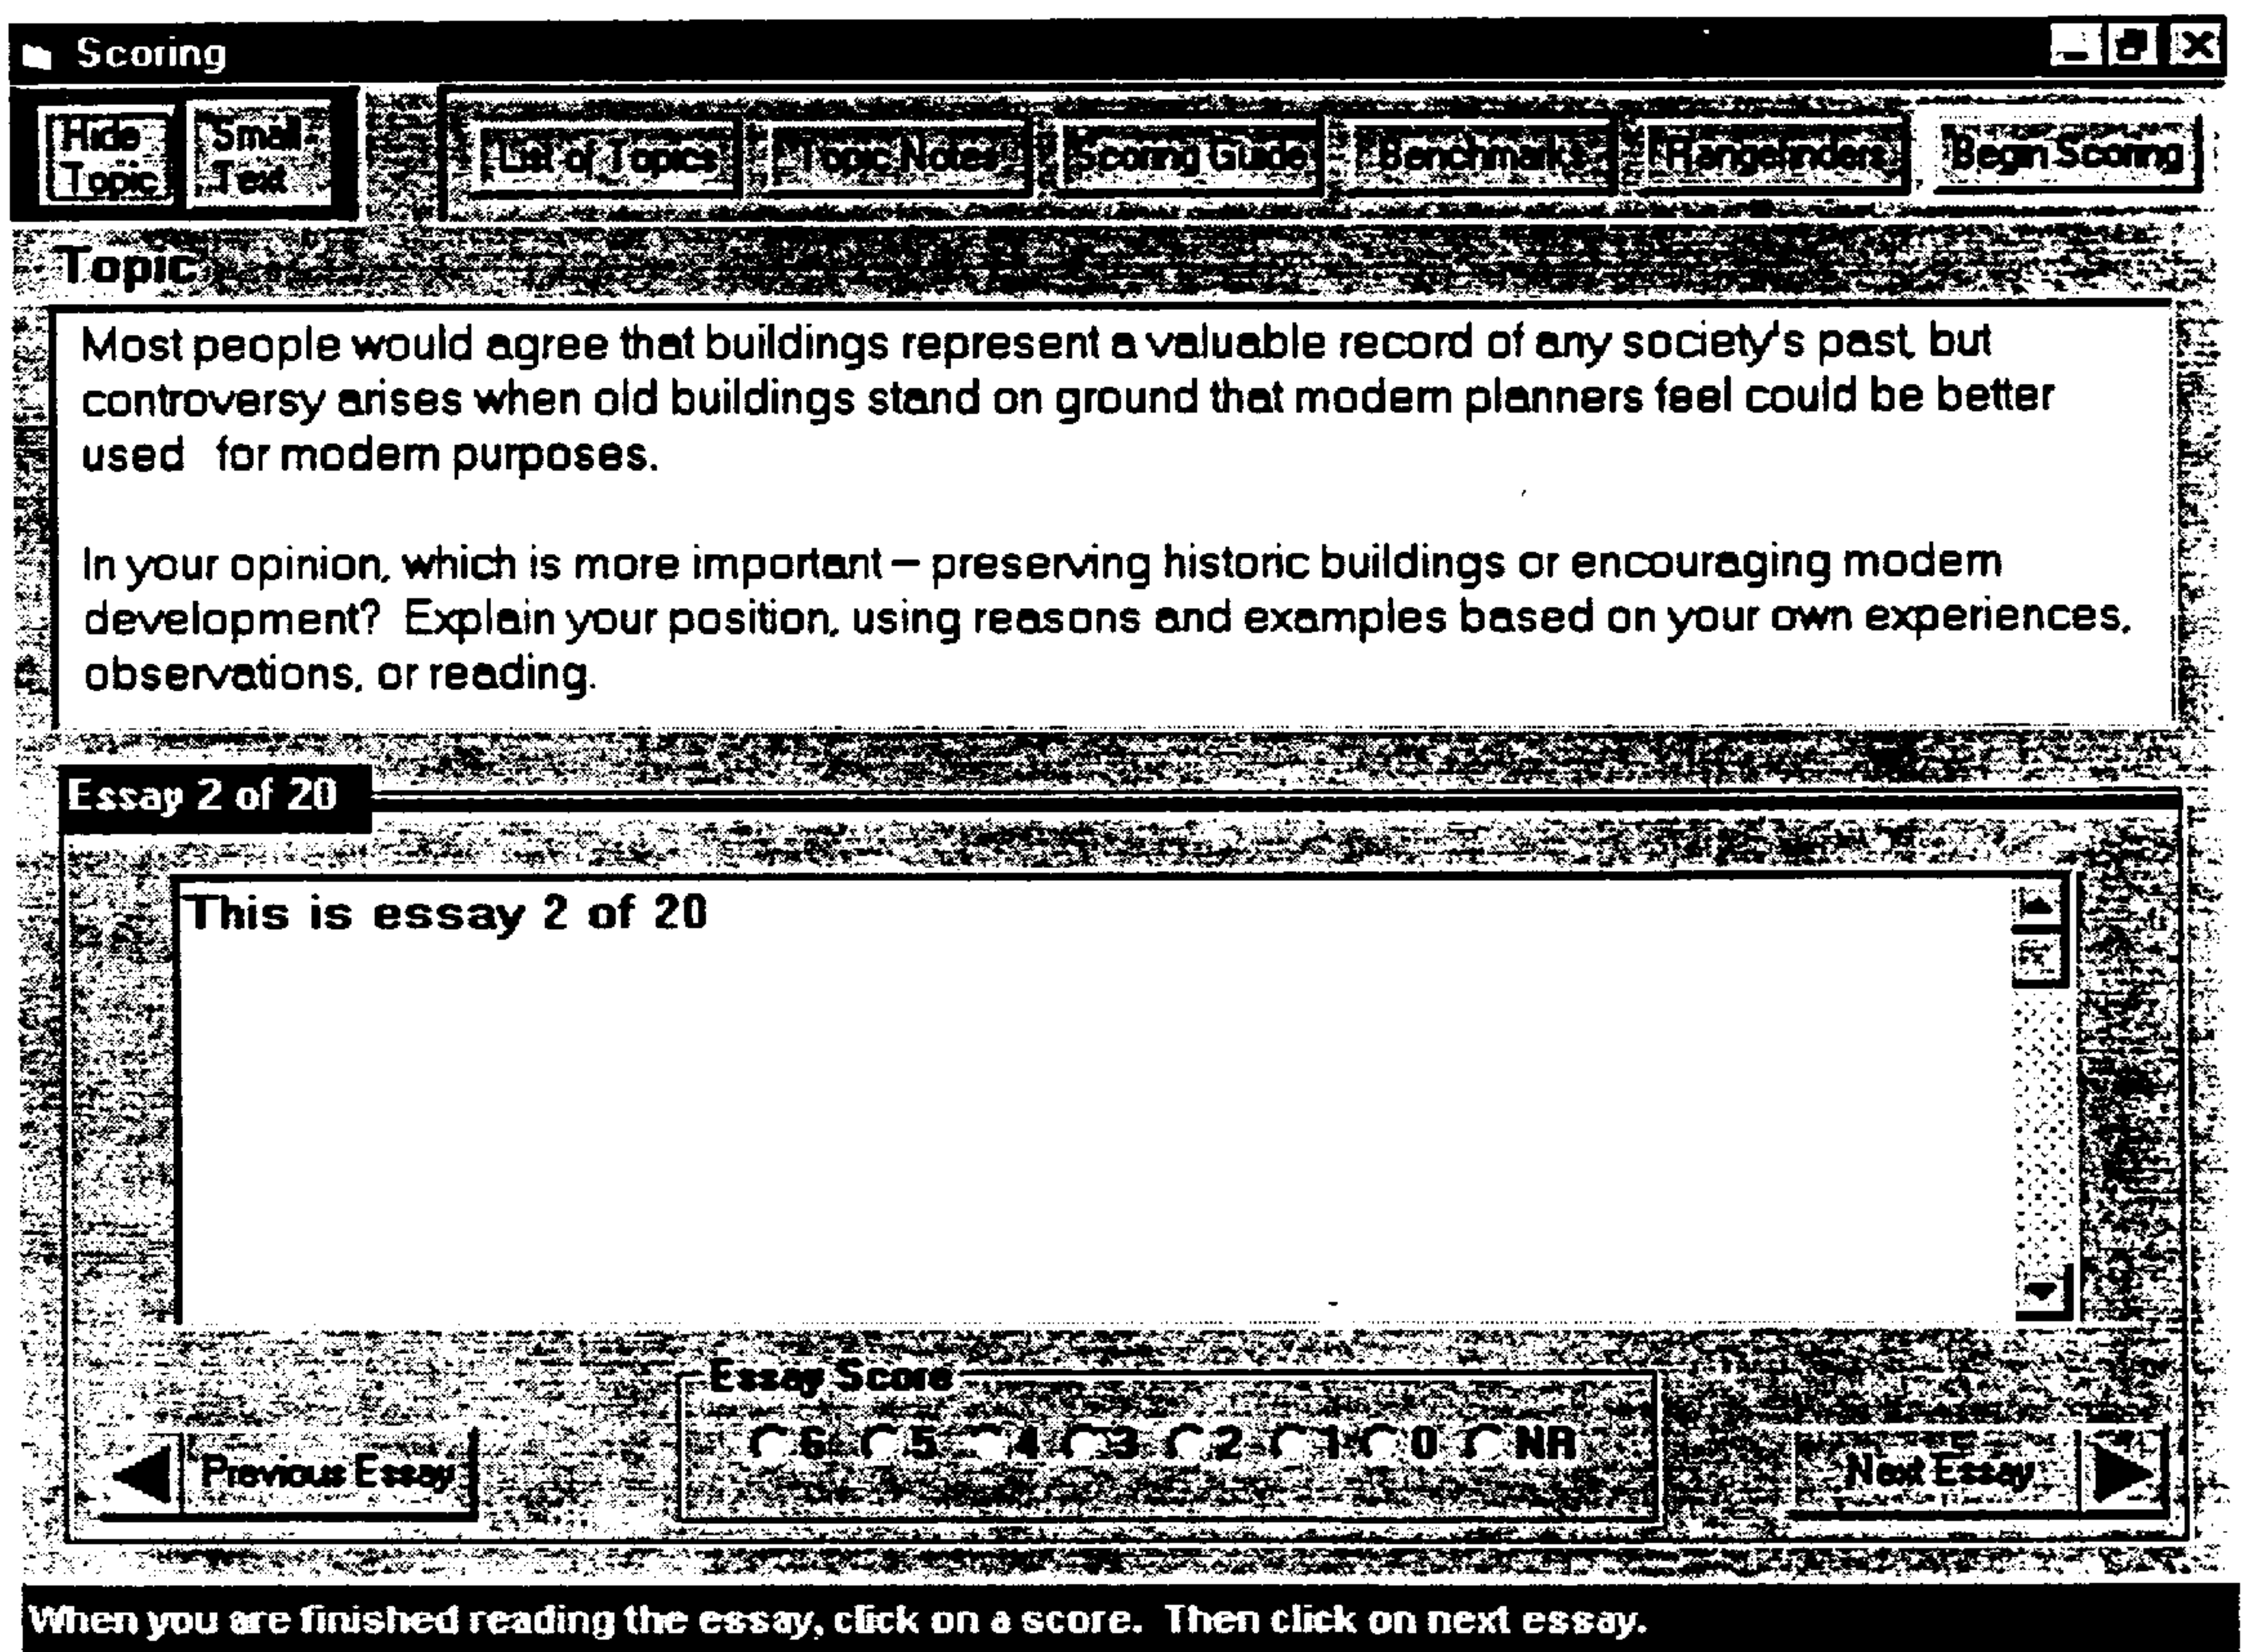 Scoring
Hide
Topic
Small
Text
List of Topics
Topic Notes
Scoring Guide
Benchmarks
Rangefinders
Begin Scoring
Topic
Most people would agree that buildings represent a valuable record of any society's past, but
controversy arises when old buildings stand on ground that modern planners feel could be better
used for modern purposes.
In your opinion, which is more important – preserving historic buildings or encouraging modern
development? Explain your position, using reasons and examples based on your own experiences,
observations, or reading.
Essay 2 of 20
This is essay 2 of 20
Essay Score
6 5 4 3 2 1 0 NR
Previous Essay
Next Essay
When you are finished reading the essay, click on a score. Then click on next essay.